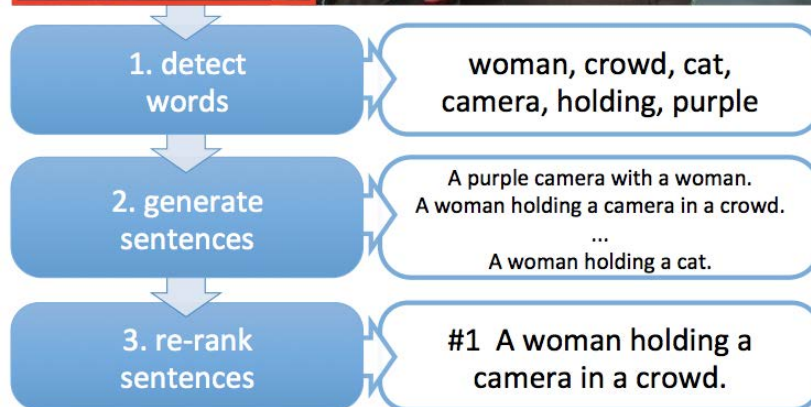 1. detect
words
woman, crowd, cat,
camera, holding, purple
2. generate
sentences
A purple camera with a woman.
A woman holding a camera in a crowd.
...
A woman holding a cat.
3. re-rank
sentences
#1 A woman holding a
camera in a crowd.